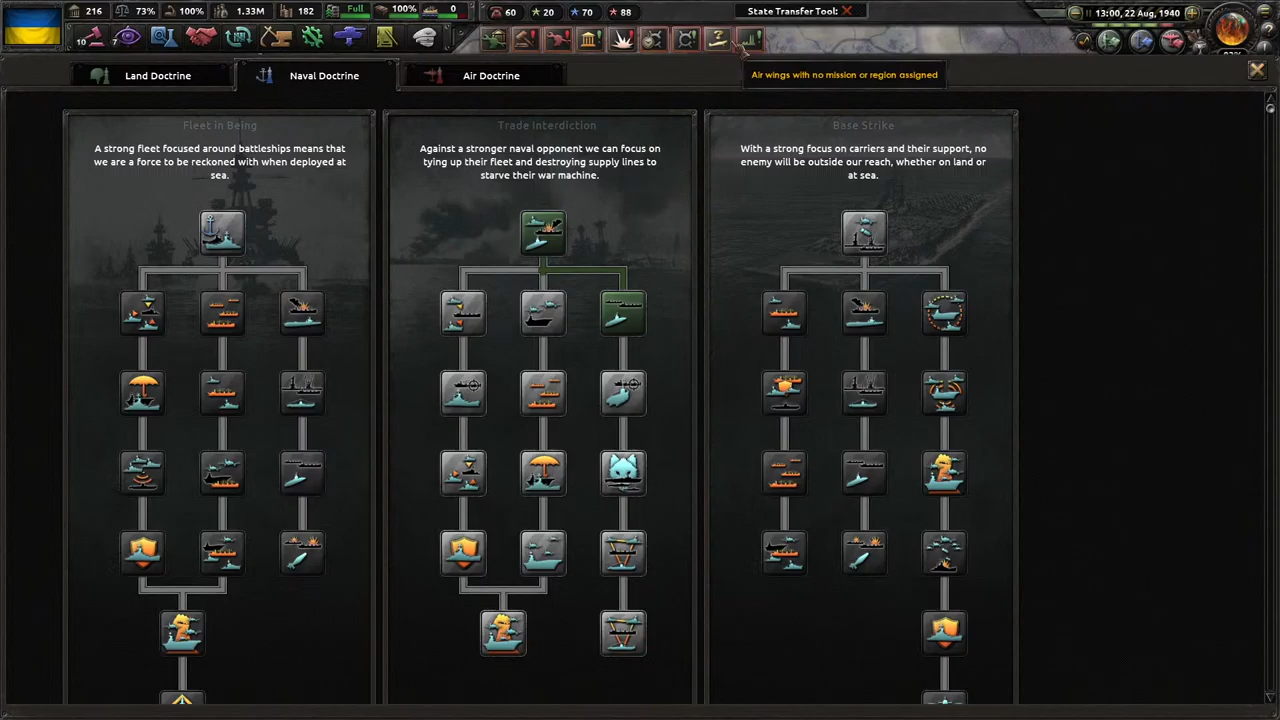 216 73% 100% 1.33M 182 Full 100% 0 60 20 70 88 State Transfer Tool: 13:00, 22 Aug, 1940
10 7
Land Doctrine Naval Doctrine Air Doctrine
Air wings with no mission or region assigned
Fleet in Being
A strong fleet focused around battleships means that
we are a force to be reckoned with when deployed at
sea.
Trade Interdiction
Against a stronger naval opponent we can focus on
tying up their fleet and destroying supply lines to
starve their war machine.
Base Strike
With a strong focus on carriers and their support, no
enemy will be outside our reach, whether on land or
at sea.